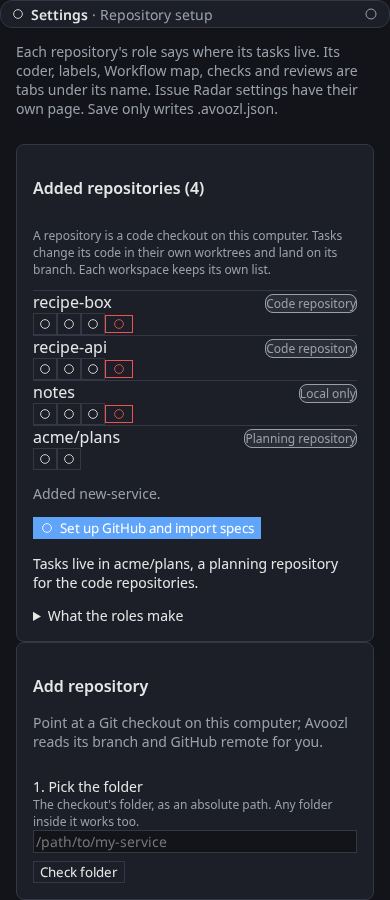 Settings · Repository setup
Each repository's role says where its tasks live. Its
coder, labels, Workflow map, checks and reviews are
tabs under its name. Issue Radar settings have their
own page. Save only writes .avoozl.json.
Added repositories (4)
A repository is a code checkout on this computer. Tasks
change its code in their own worktrees and land on its
branch. Each workspace keeps its own list.
recipe-box Code repository
recipe-api Code repository
notes Local only
acme/plans Planning repository
Added new-service.
Set up GitHub and import specs
Tasks live in acme/plans, a planning repository
for the code repositories.
What the roles make
Add repository
Point at a Git checkout on this computer; Avoozl
reads its branch and GitHub remote for you.
1. Pick the folder
The checkout's folder, as an absolute path. Any folder
inside it works too.
/path/to/my-service
Check folder